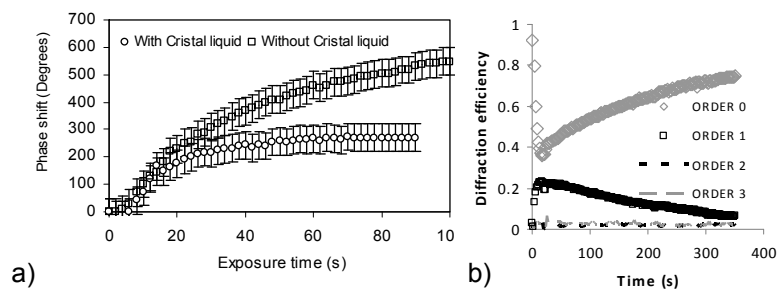 700
600
500
400
300
200
100
0
With Cristal liquid Without Cristal liquid
Phase shift (Degrees)
0 20 40 60 80 10
Exposure time (s)
a)
1
0.8
0.6
0.4
0.2
0
Diffraction efficiency
ORDER 0
ORDER 1
ORDER 2
ORDER 3
0 100 200 300 400
Time (s)
b)